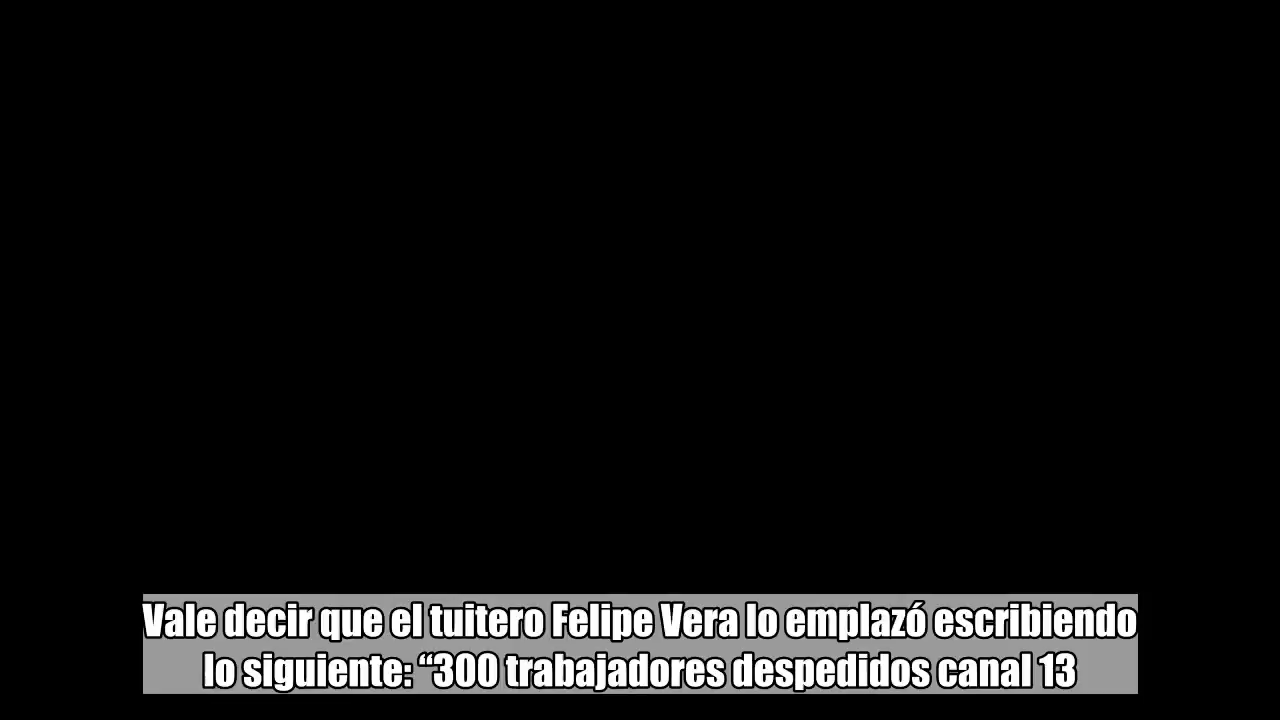 Vale decir que el tuitero Felipe Vera lo emplazó escribiendo
lo siguiente: “300 trabajadores despedidos canal 13